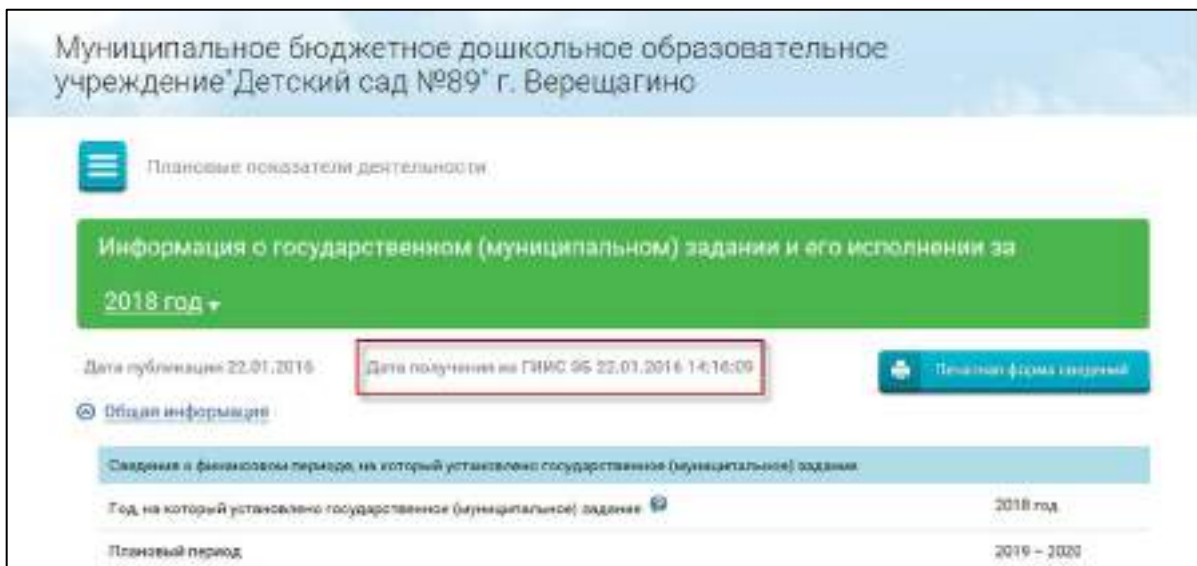 Муниципальное бюджетное дошкольное образовательное
учреждение"Детский сад №89" г. Верещагино
Плановые показатели деятельности
Информация о государственном (муниципальном) задании и его исполнении за
2018 год
Дата публикации 22.01.2016
Дата получения из ГИИС ЭБ 22.01.2016 14:16:09
Печатная форма сведений
Общая информация
Сведения о финансовом периоде, на который установлено государственное (муниципальное) задание
Год, на который установлено государственное (муниципальное) задание
2018 год
Плановый период
2019 – 2020